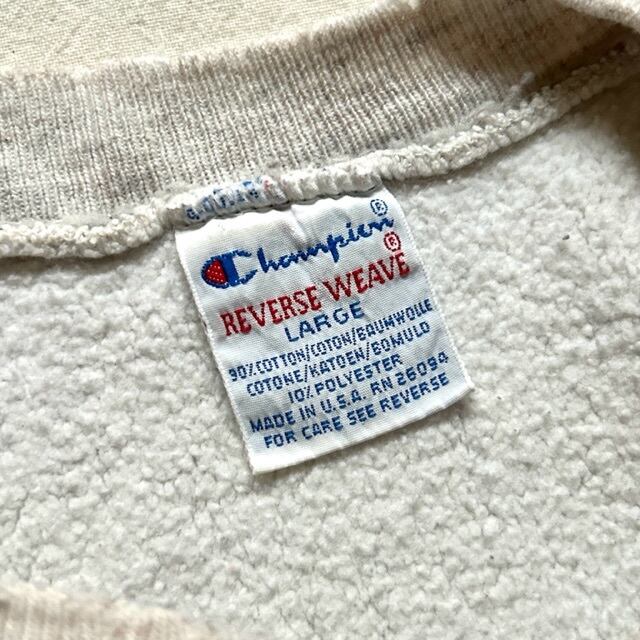 Champion®
REVERSE WEAVE®
LARGE
90% COTTON/COTON/BAUMWOLLE
COTONE/KATOEN/BOMULD
10% POLYESTER
MADE IN U.S.A. RN 26094
FOR CARE SEE REVERSE